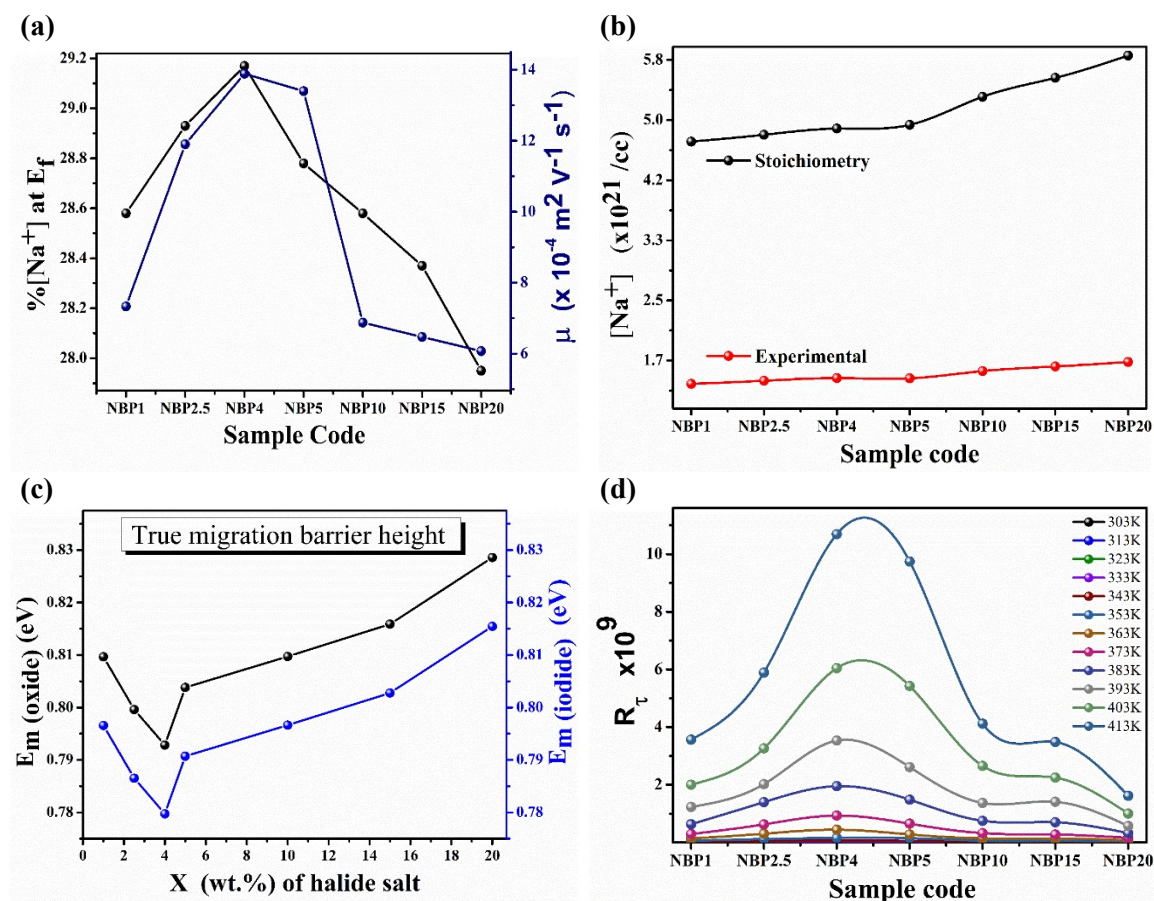 (a)
%[Na+] at Ef
29.2
29.0
28.8
28.6
28.4
28.2
28.0
14
12
10
8
6
μ (x 10-4 m2 V-1 s-1)
NBP1 NBP2.5 NBP4 NBP5 NBP10 NBP15 NBP20
Sample Code
(b)
[Na+] (x1021 /cc)
5.8
5.0
4.2
3.3
2.5
1.7
Stoichiometry
Experimental
NBP1 NBP2.5 NBP4 NBP5 NBP10 NBP15 NBP20
Sample code
(c)
True migration barrier height
Em (oxide) (eV)
0.83
0.82
0.81
0.80
0.79
0.78
0.83
0.82
0.81
0.80
0.79
0.78
Em (iodide) (eV)
0 2 4 6 8 10 12 14 16 18 20
X (wt.%) of halide salt
(d)
Rτ x109
10
8
6
4
2
303K
313K
323K
333K
343K
353K
363K
373K
383K
393K
403K
413K
NBP1 NBP2.5 NBP4 NBP5 NBP10 NBP15 NBP20
Sample code